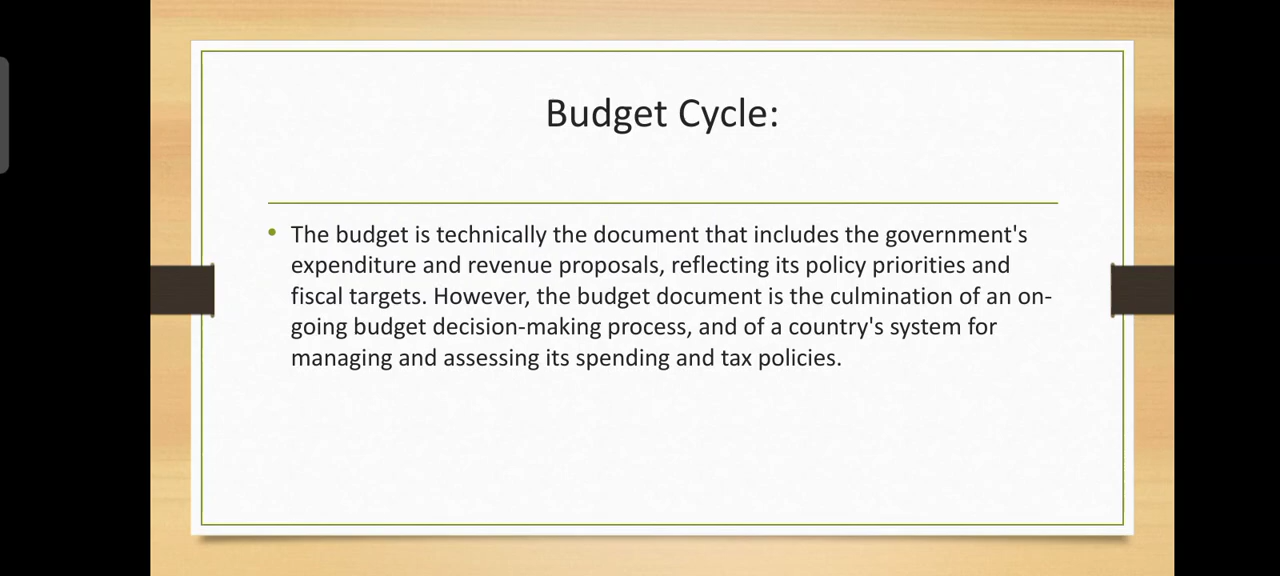 Budget Cycle:
• The budget is technically the document that includes the government's
expenditure and revenue proposals, reflecting its policy priorities and
fiscal targets. However, the budget document is the culmination of an on-
going budget decision-making process, and of a country's system for
managing and assessing its spending and tax policies.